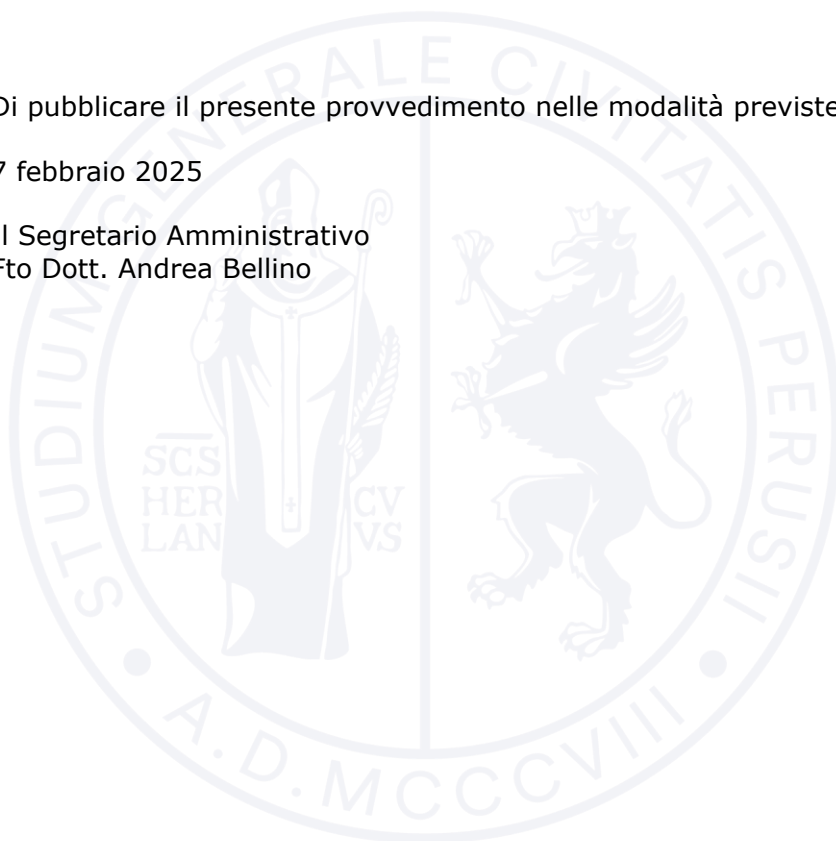 Di pubblicare il presente provvedimento nelle modalità previste
7 febbraio 2025
l Segretario Amministrativo
Fto Dott. Andrea Bellino
STUDIUM GENERALE CIVITATIS PERUSII
SCS
HER CV
LAN VS
A.D. MCCCVIII